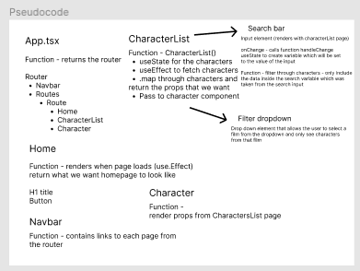 Pseudocode
App.tsx
Function - returns the router
Router
• Navbar
• Routes
• Route
• Home
• CharacterList
• Character
CharacterList
Function - CharacterList()
• useState for the characters
• useEffect to fetch characters
• .map through characters and
return the props that we want
• Pass to character component
Search bar
Input element (renders with characterList page)
onChange - calls function handleChange
useState to create variable which will be set
to the value of the input
Function - filter through characters - only include
the data inside the search variable which was
taken from the search input
Filter dropdown
Drop down element that allows the user to select a
film from the dropdown and only see characters
from that film
Home
Function - renders when page loads (use.Effect)
return what we want homepage to look like
H1 title
Button
Character
Function -
render props from CharactersList page
Navbar
Function - contains links to each page from
the router